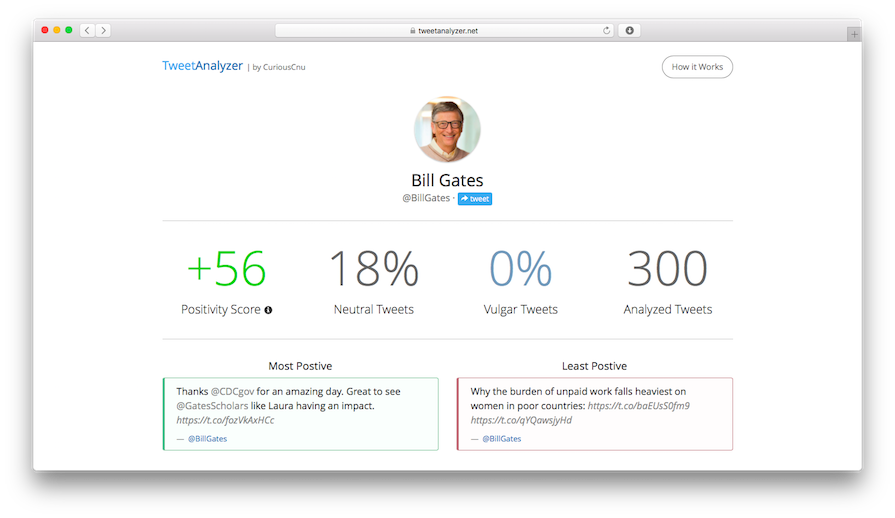 tweetanalyzer.net
TweetAnalyzer | by CuriousCnu
How it Works
Bill Gates
@BillGates · tweet
+56
Positivity Score
18%
Neutral Tweets
0%
Vulgar Tweets
300
Analyzed Tweets
Most Postive
Thanks @CDCgov for an amazing day. Great to see
@GatesScholars like Laura having an impact.
https://t.co/fozVkAxHCc
— @BillGates
Least Postive
Why the burden of unpaid work falls heaviest on
women in poor countries: https://t.co/baEUsS0fm9
https://t.co/qYQawsjyHd
— @BillGates